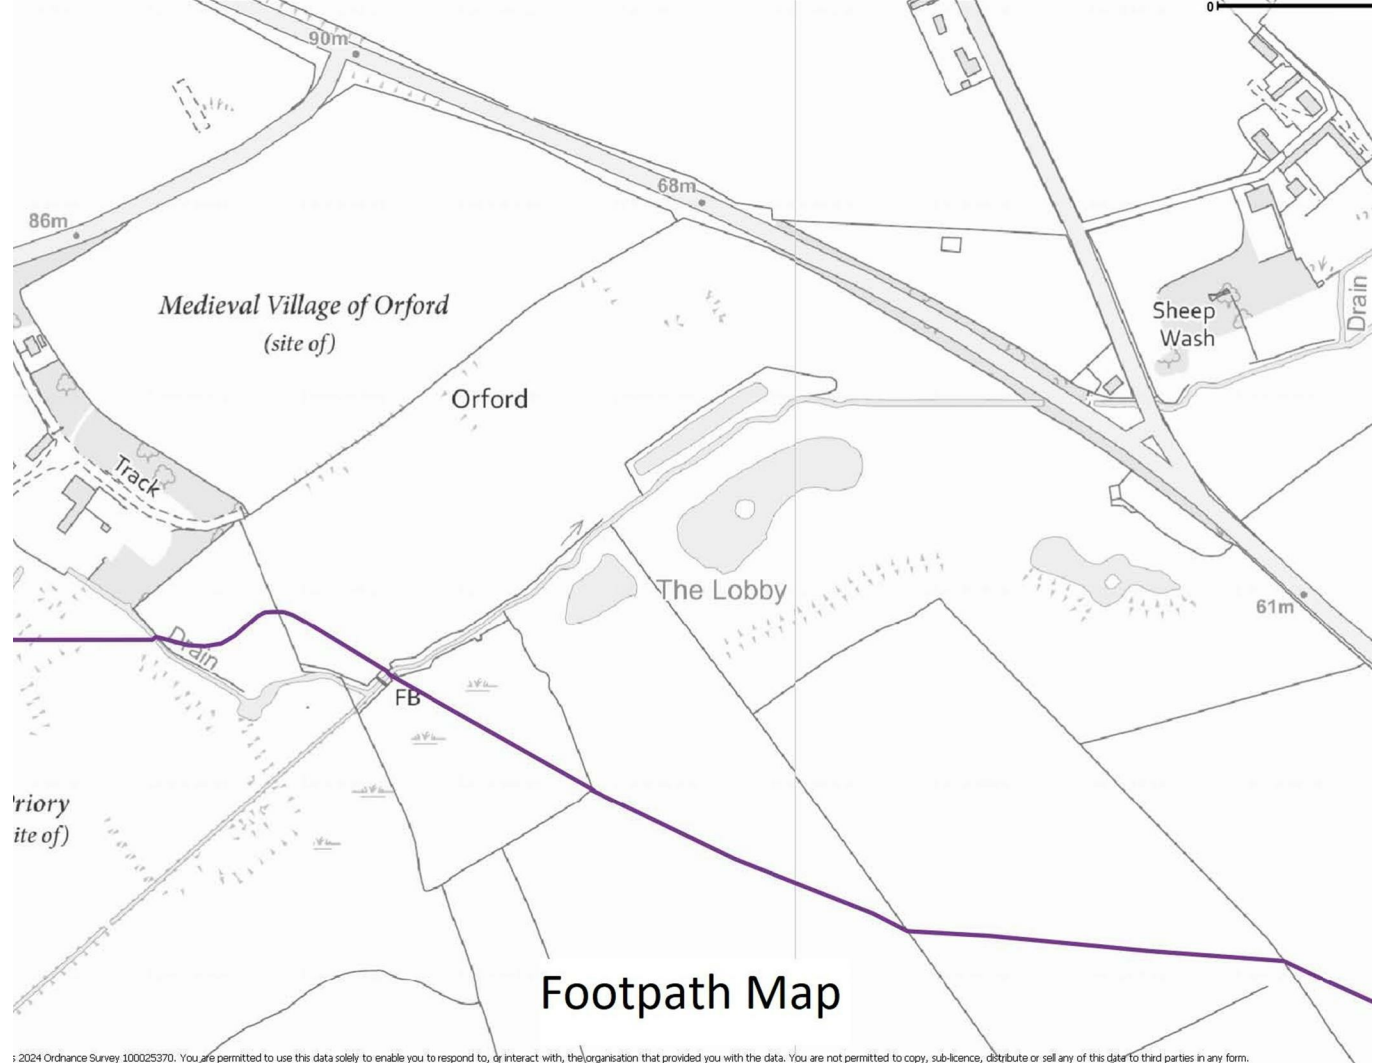 0
90m
68m
86m
Medieval Village of Orford
(site of)
Sheep
Wash
Drain
Orford
Track
The Lobby
61m
Drain
FB
riory
ite of)
Footpath Map
2024 Ordnance Survey 100025370. You are permitted to use this data solely to enable you to respond to, or interact with, the organisation that provided you with the data. You are not permitted to copy, sub-licence, distribute or sell any of this data to third parties in any form.